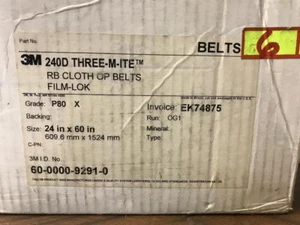 BELTS 6
Part No.
3M 240D THREE-M-ITE™
RB CLOTH OP BELTS
FILM-LOK
Grade: P80 X
Invoice: EK74875
Backing:
Run: OG1
Size: 24 in x 60 in
Mineral:
609.6 mm x 1524 mm
Type:
C-PN:
3M I.D. No.
60-0000-9291-0